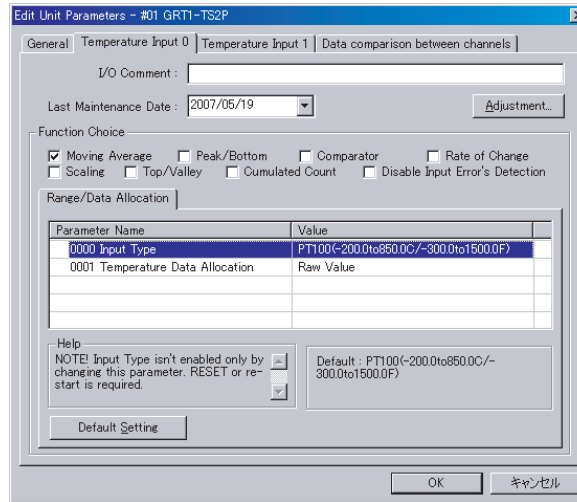 Edit Unit Parameters - #01 GRT1-TS2P
General Temperature Input 0 Temperature Input 1 Data comparison between channels
I/O Comment :
Last Maintenance Date : 2007/05/19 Adjustment...
Function Choice
Moving Average Peak/Bottom Comparator Rate of Change
Scaling Top/Valley Cumulated Count Disable Input Error's Detection
Range/Data Allocation
Parameter Name Value
0000 Input Type PT100(-200.0to850.0C/-300.0to1500.0F)
0001 Temperature Data Allocation Raw Value
Help
NOTE! Input Type isn't enabled only by
changing this parameter. RESET or re-
start is required.
Default : PT100(-200.0to850.0C/-
300.0to1500.0F)
Default Setting
OK キャンセル